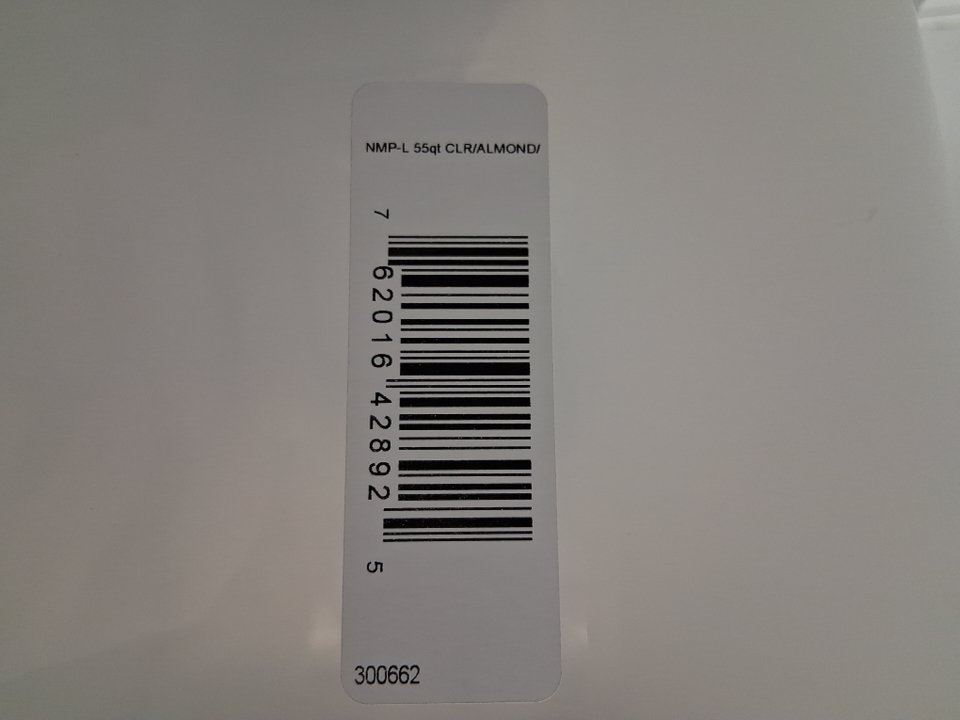 NMP-L 55qt CLR/ALMOND/
7 62016 42892 5
300662